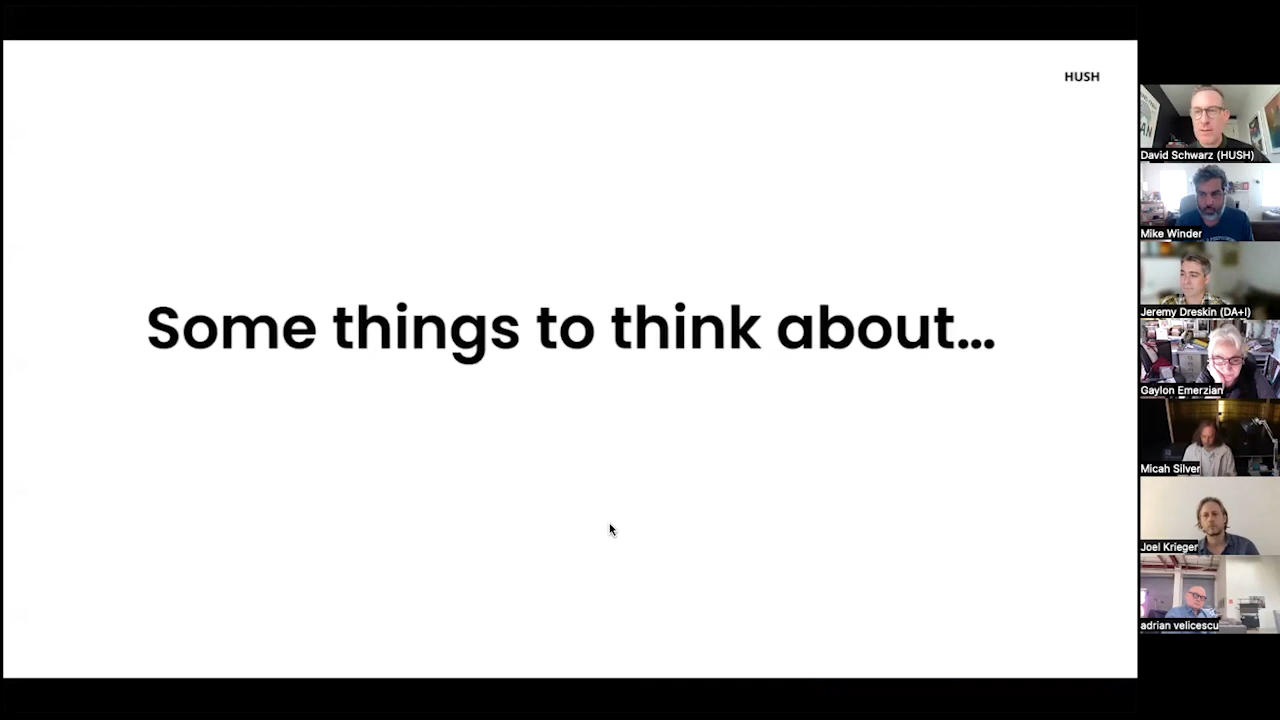 HUSH
Some things to think about...
David Schwarz (HUSH)
Mike Winder
Jeremy Dreskin (DA+I)
Gaylon Emerzian
Micah Silver
Joel Krieger
adrian velicescu